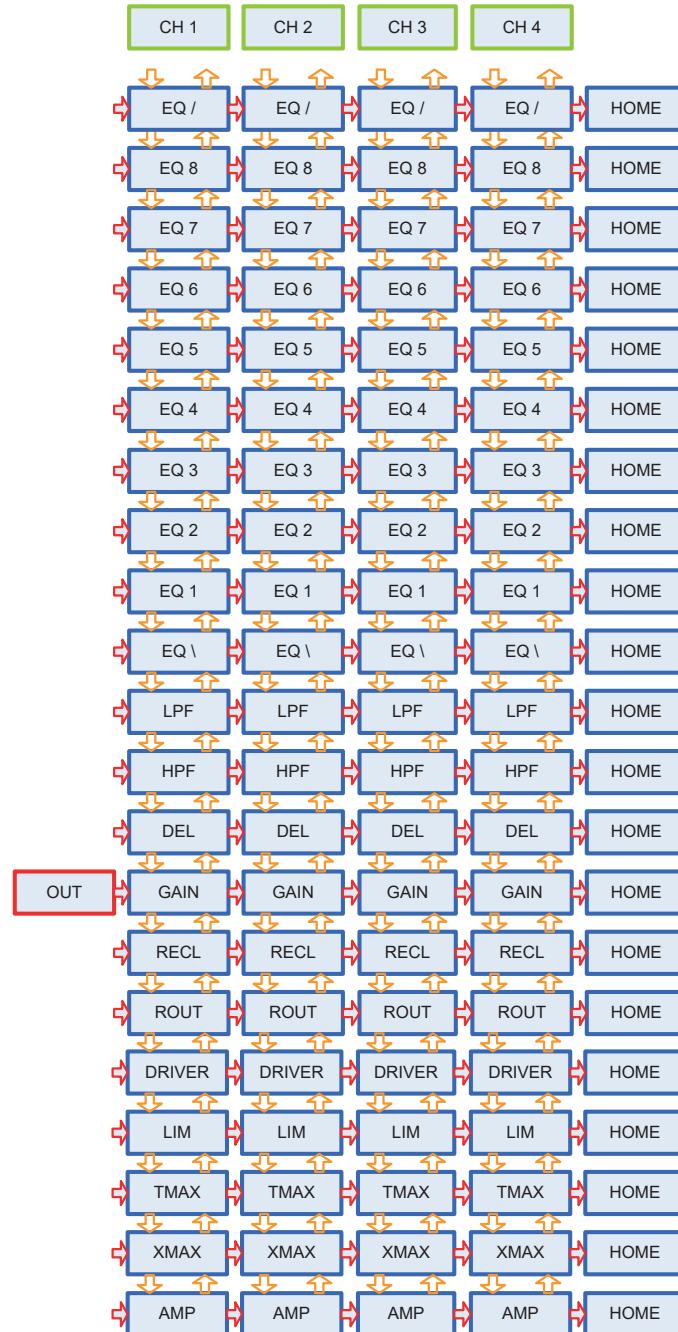 CH 1 CH 2 CH 3 CH 4
EQ / EQ / EQ / EQ / HOME
EQ 8 EQ 8 EQ 8 EQ 8 HOME
EQ 7 EQ 7 EQ 7 EQ 7 HOME
EQ 6 EQ 6 EQ 6 EQ 6 HOME
EQ 5 EQ 5 EQ 5 EQ 5 HOME
EQ 4 EQ 4 EQ 4 EQ 4 HOME
EQ 3 EQ 3 EQ 3 EQ 3 HOME
EQ 2 EQ 2 EQ 2 EQ 2 HOME
EQ 1 EQ 1 EQ 1 EQ 1 HOME
EQ \ EQ \ EQ \ EQ \ HOME
LPF LPF LPF LPF HOME
HPF HPF HPF HPF HOME
DEL DEL DEL DEL HOME
OUT GAIN GAIN GAIN GAIN HOME
RECL RECL RECL RECL HOME
ROUT ROUT ROUT ROUT HOME
DRIVER DRIVER DRIVER DRIVER HOME
LIM LIM LIM LIM HOME
TMAX TMAX TMAX TMAX HOME
XMAX XMAX XMAX XMAX HOME
AMP AMP AMP AMP HOME